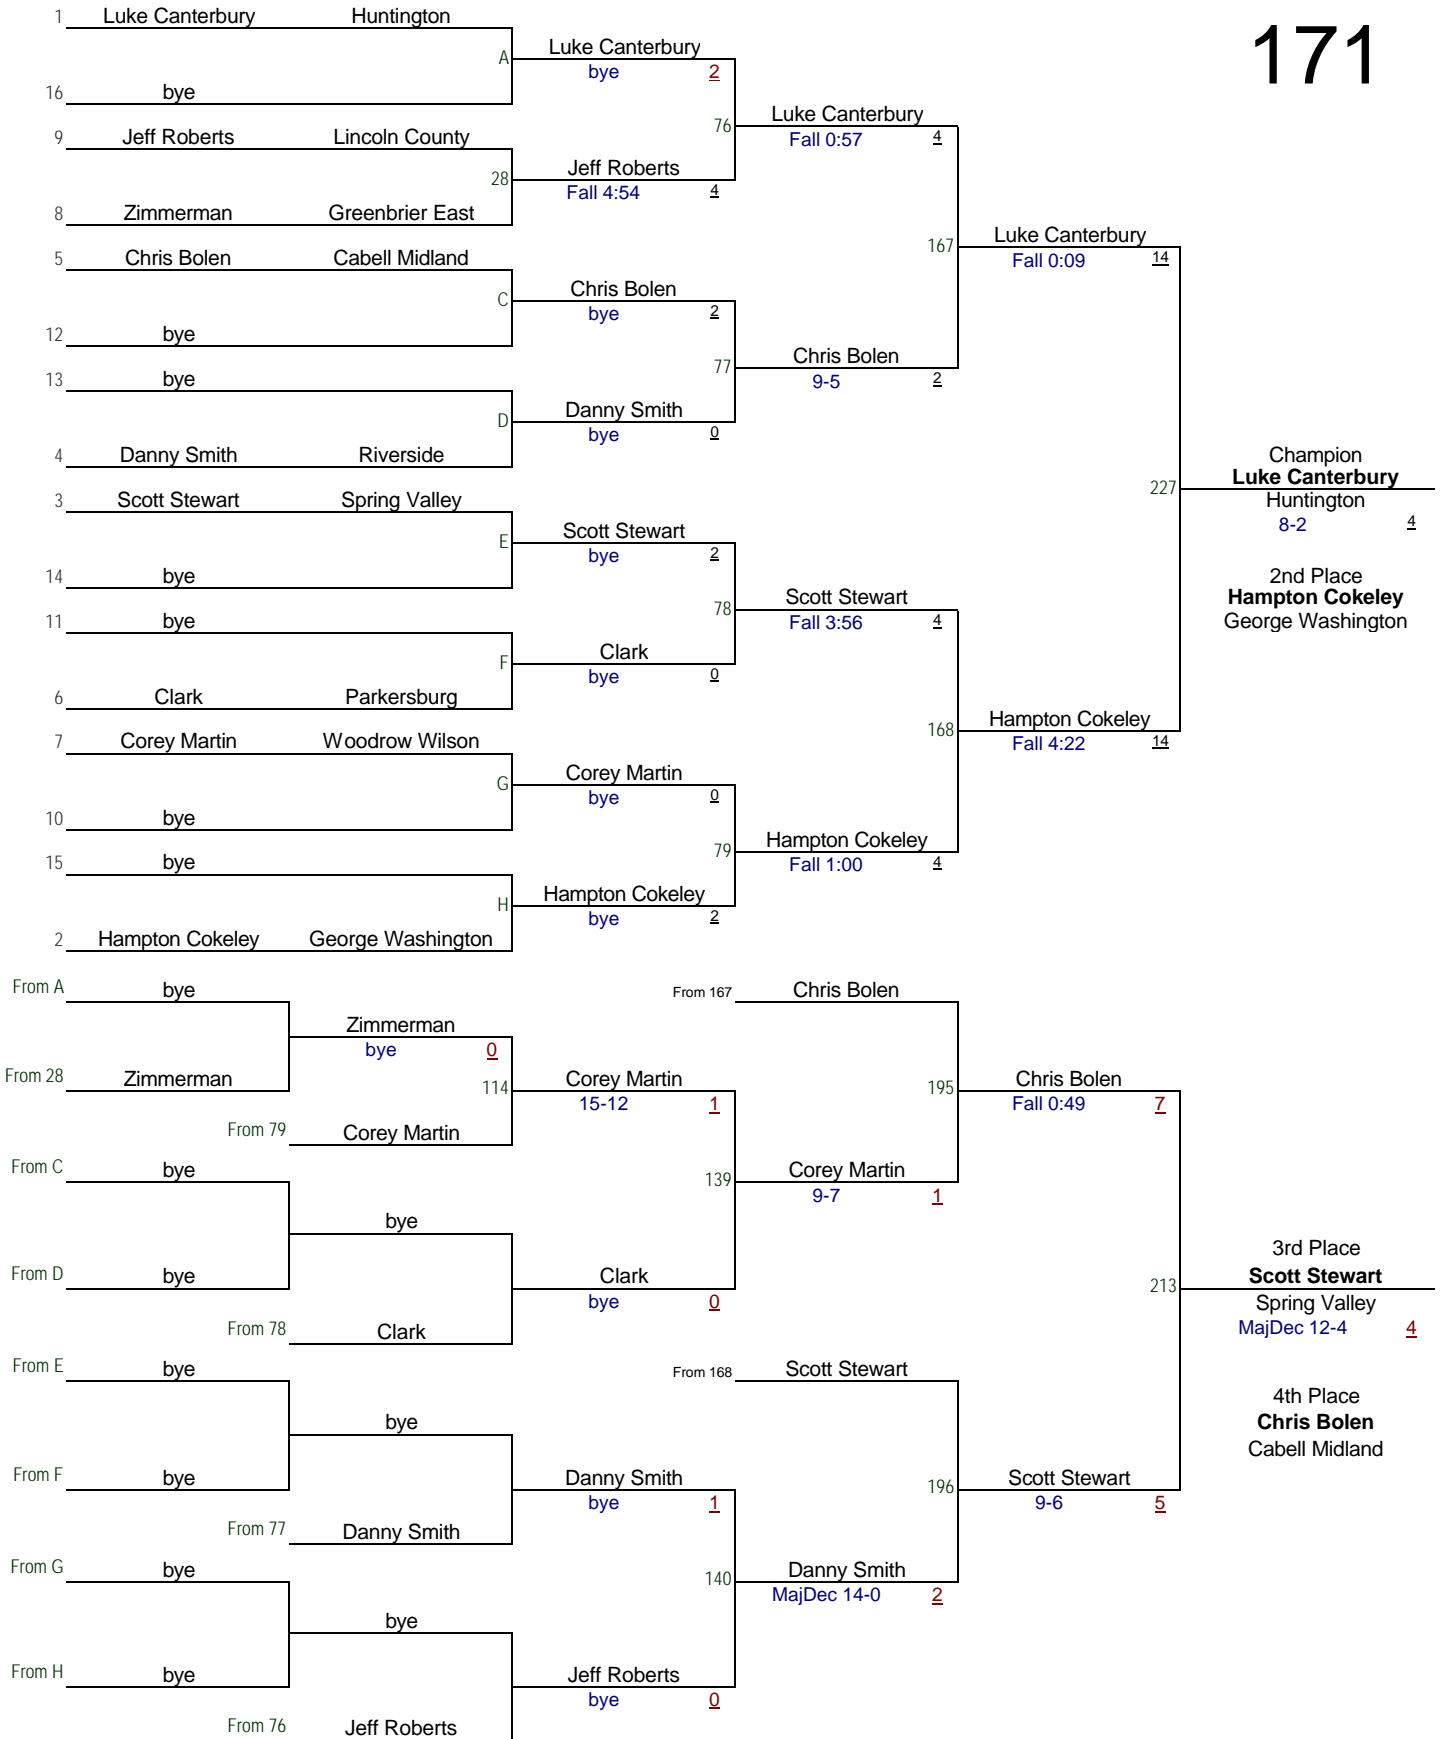 171
1 Luke Canterbury Huntington
A Luke Canterbury
bye 2
16 bye
76 Luke Canterbury
Fall 0:57 4
9 Jeff Roberts Lincoln County
28 Jeff Roberts
Fall 4:54 4
8 Zimmerman Greenbrier East
167 Luke Canterbury
Fall 0:09 14
5 Chris Bolen Cabell Midland
C Chris Bolen
bye 2
12 bye
77 Chris Bolen
9-5 2
13 bye
D Danny Smith
bye 0
4 Danny Smith Riverside
227
Champion
Luke Canterbury
Huntington
8-2 4
3 Scott Stewart Spring Valley
E Scott Stewart
bye 2
14 bye
2nd Place
Hampton Cokeley
George Washington
78 Scott Stewart
Fall 3:56 4
11 bye
F Clark
bye 0
6 Clark Parkersburg
168 Hampton Cokeley
Fall 4:22 14
7 Corey Martin Woodrow Wilson
G Corey Martin
bye 0
10 bye
79 Hampton Cokeley
Fall 1:00 4
15 bye
H Hampton Cokeley
bye 2
2 Hampton Cokeley George Washington
From A bye
From 167 Chris Bolen
Zimmerman
bye 0
From 28 Zimmerman
114 Corey Martin
15-12 1
195 Chris Bolen
Fall 0:49 7
From 79 Corey Martin
From C bye
139 Corey Martin
9-7 1
bye
From D bye
Clark
bye 0
213
3rd Place
Scott Stewart
Spring Valley
MajDec 12-4 4
From 78 Clark
From E bye
From 168 Scott Stewart
4th Place
Chris Bolen
Cabell Midland
bye
From F bye
Danny Smith
bye 1
196 Scott Stewart
9-6 5
From 77 Danny Smith
From G bye
140 Danny Smith
MajDec 14-0 2
bye
From H bye
Jeff Roberts
bye 0
From 76 Jeff Roberts